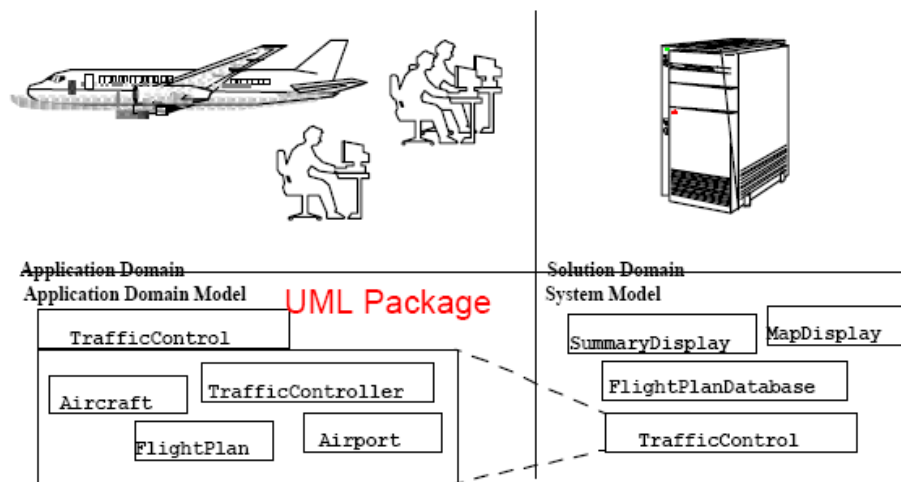 Application Domain
Application Domain Model
UML Package
TrafficControl
Aircraft
TrafficController
FlightPlan
Airport
Solution Domain
System Model
SummaryDisplay
MapDisplay
FlightPlanDatabase
TrafficControl